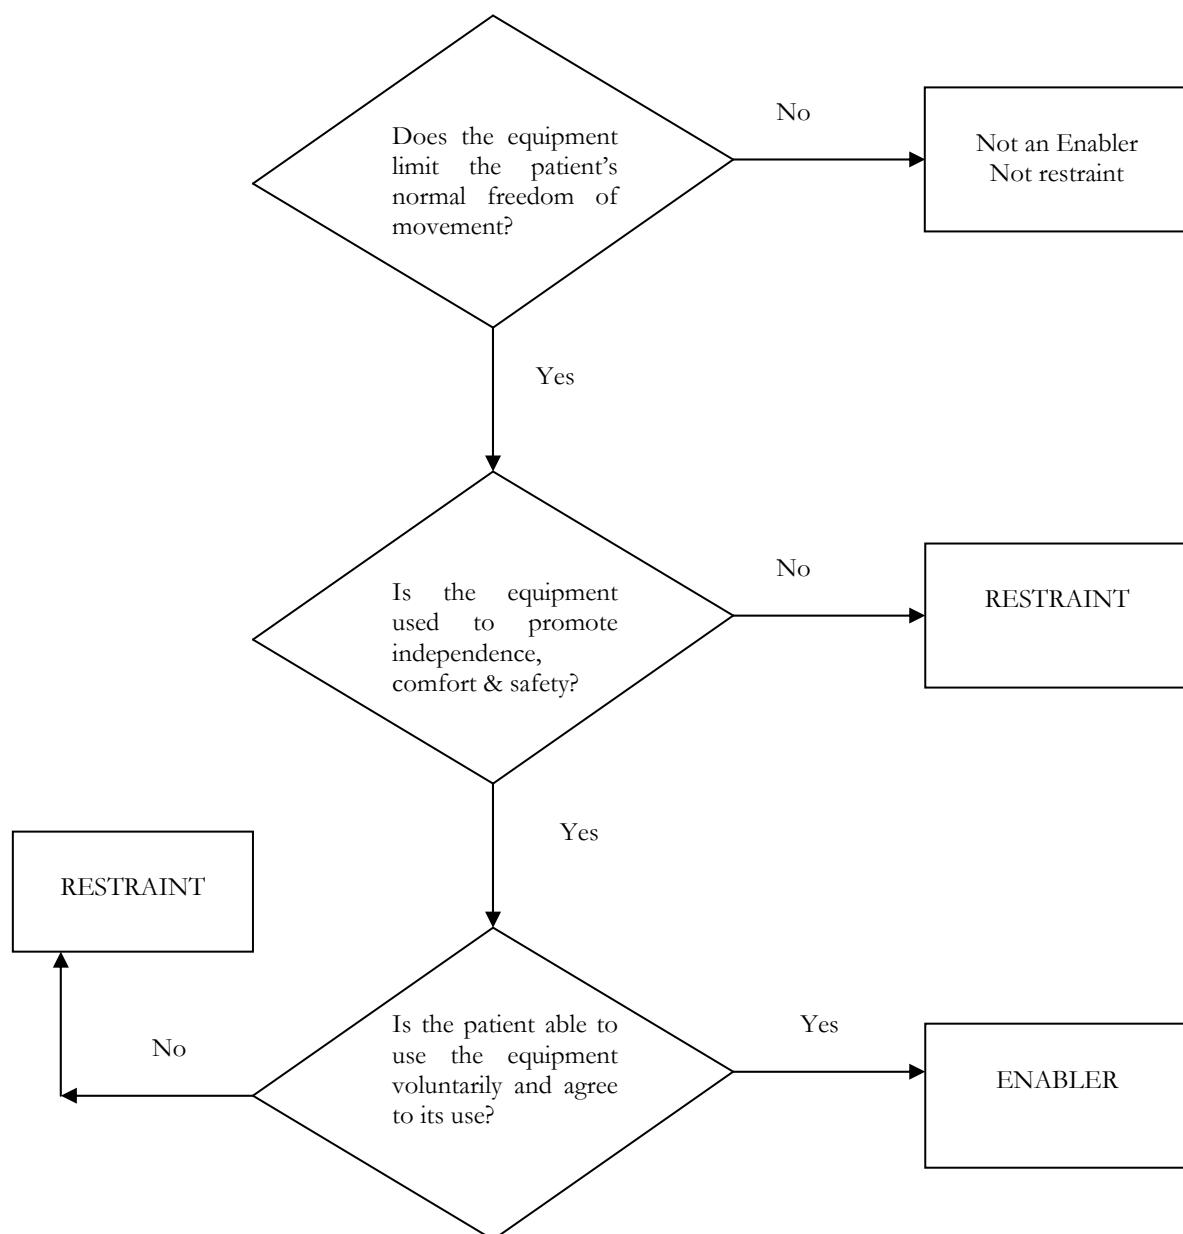 Does the equipment
limit the patient’s
normal freedom of
movement?
No
Not an Enabler
Not restraint
Yes
Is the equipment
used to promote
independence,
comfort & safety?
No
RESTRAINT
Yes
RESTRAINT
Is the patient able to
use the equipment
voluntarily and agree
to its use?
No
Yes
ENABLER